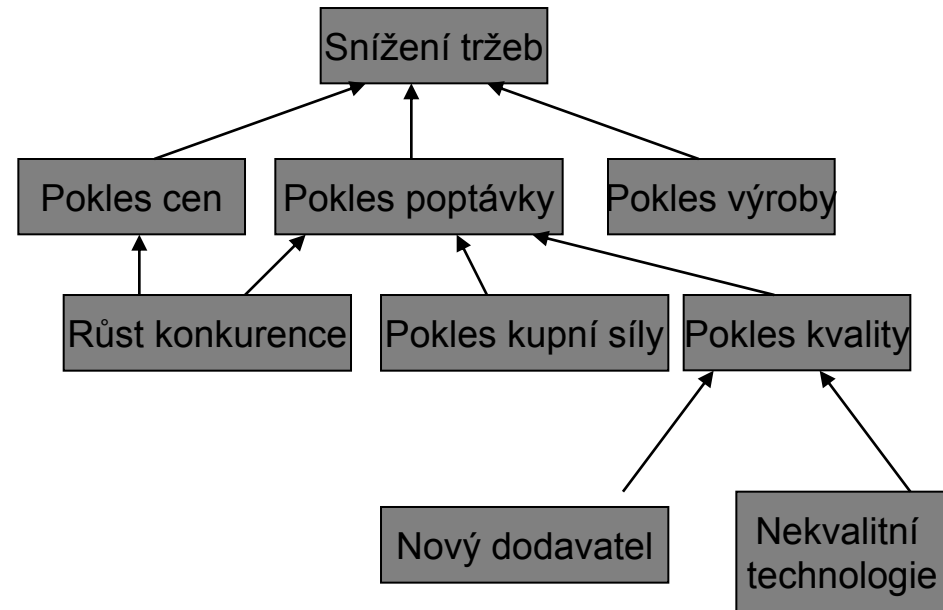 Snížení tržeb
Pokles cen
Pokles poptávky
Pokles výroby
Růst konkurence
Pokles kupní síly
Pokles kvality
Nový dodavatel
Nekvalitní
technologie